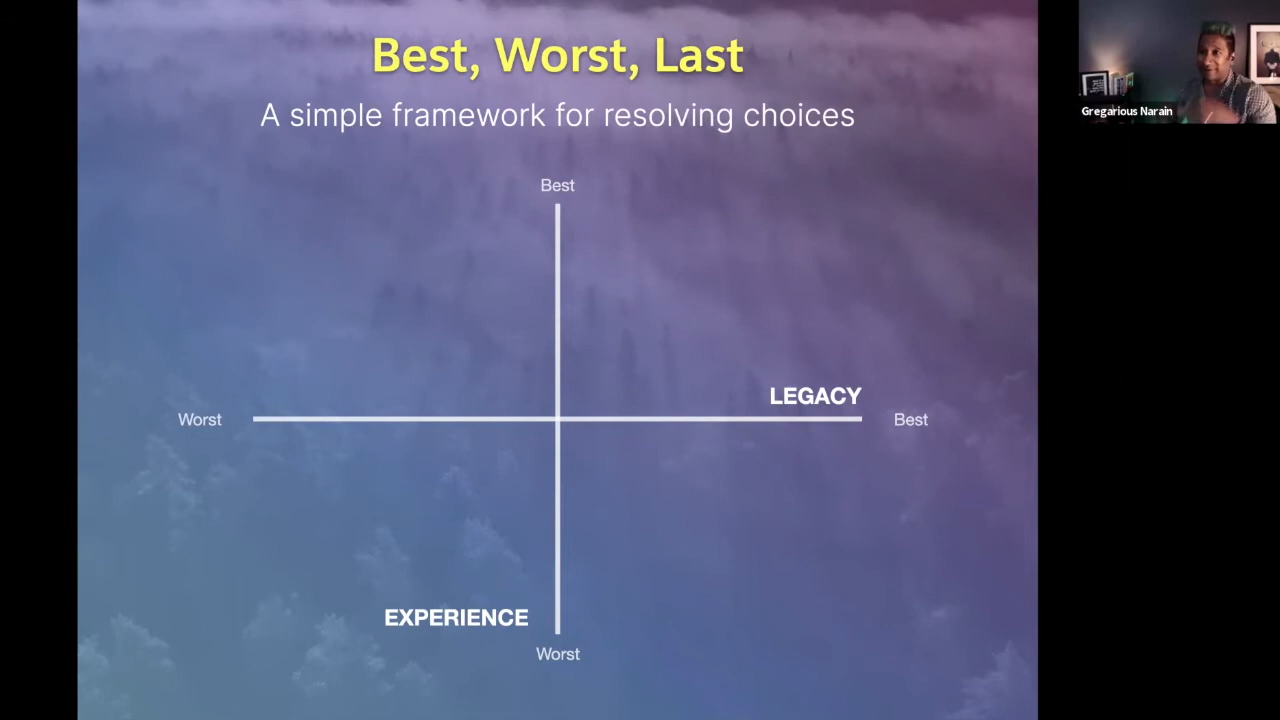 Best, Worst, Last
A simple framework for resolving choices
Best
LEGACY
Worst
Best
EXPERIENCE
Worst
Gregarious Narain